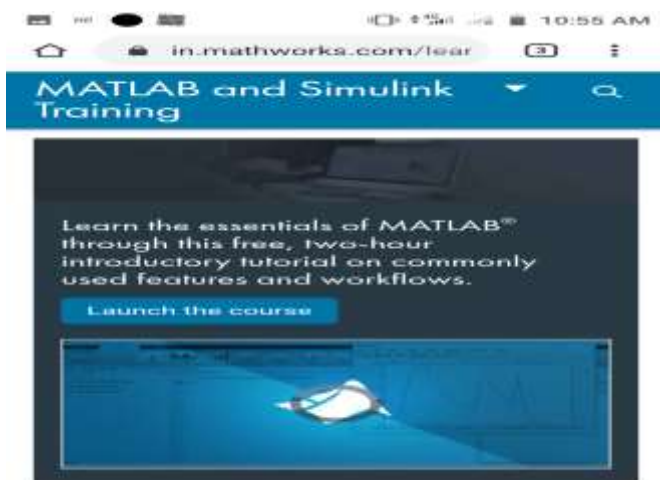 10:55 AM
in.mathworks.com/lear
3
MATLAB and Simulink
Training
Learn the essentials of MATLAB®
through this free, two-hour
introductory tutorial on commonly
used features and workflows.
Launch the course